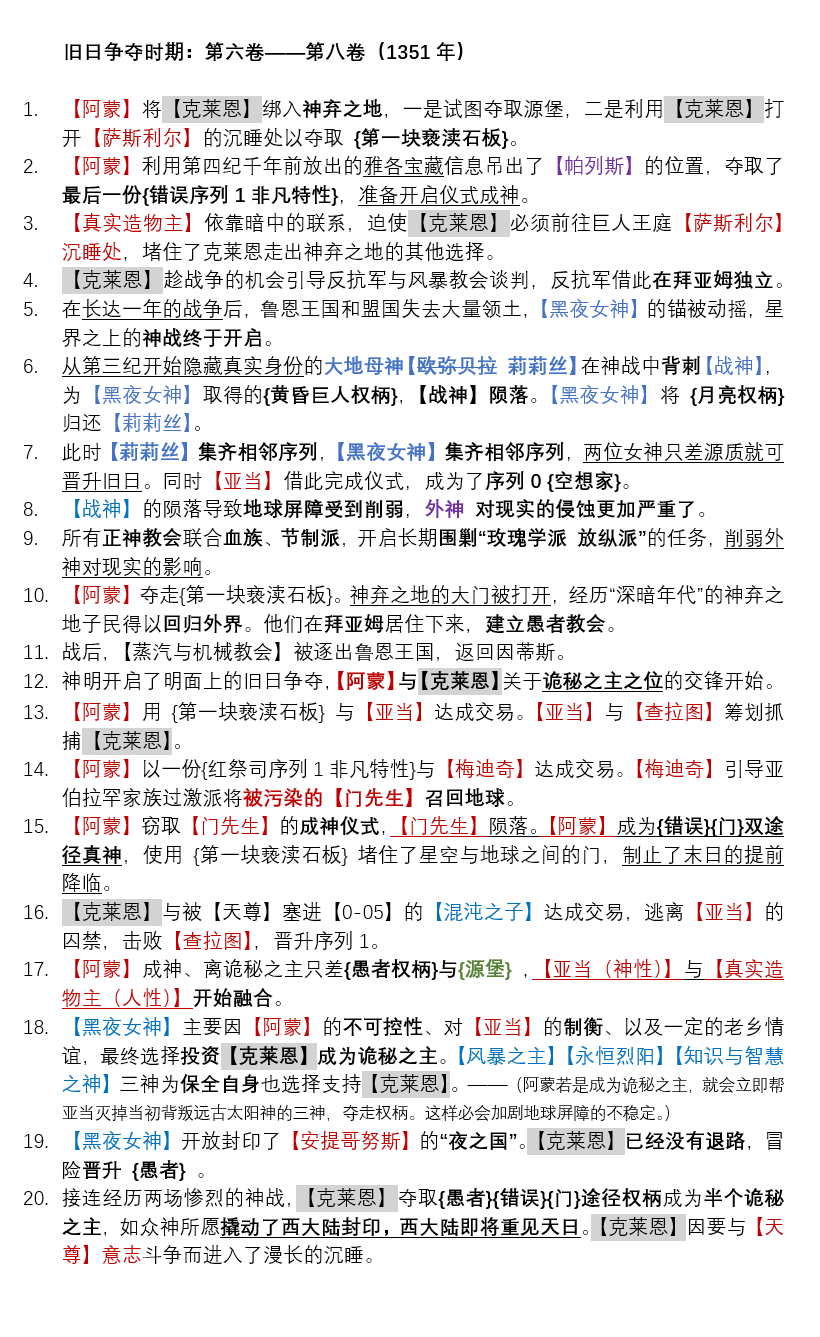 旧日争夺时期：第六卷——第八卷（1351 年）
1. 【阿蒙】将【克莱恩】绑入神弃之地，一是试图夺取源堡，二是利用【克莱恩】打
开【萨斯利尔】的沉睡处以夺取 {第一块亵渎石板}。
2. 【阿蒙】利用第四纪千年前放出的雅各宝藏信息吊出了【帕列斯】的位置，夺取了
最后一份{错误序列 1 非凡特性}，准备开启仪式成神。
3. 【真实造物主】依靠暗中的联系，迫使【克莱恩】必须前往巨人王庭【萨斯利尔】
沉睡处，堵住了克莱恩走出神弃之地的其他选择。
4. 【克莱恩】趁战争的机会引导反抗军与风暴教会谈判，反抗军借此在拜亚姆独立。
5. 在长达一年的战争后，鲁恩王国和盟国失去大量领土，【黑夜女神】的锚被动摇，星
界之上的神战终于开启。
6. 从第三纪开始隐藏真实身份的大地母神【欧弥贝拉 莉莉丝】在神战中背刺【战神】，
为【黑夜女神】取得的{黄昏巨人权柄}，【战神】陨落。【黑夜女神】将 {月亮权柄}
归还【莉莉丝】。
7. 此时【莉莉丝】集齐相邻序列，【黑夜女神】集齐相邻序列，两位女神只差源质就可
晋升旧日。同时【亚当】借此完成仪式，成为了序列 0 {空想家}。
8. 【战神】的陨落导致地球屏障受到削弱，外神 对现实的侵蚀更加严重了。
9. 所有正神教会联合血族、节制派，开启长期围剿“玫瑰学派 放纵派”的任务，削弱外
神对现实的影响。
10. 【阿蒙】夺走{第一块亵渎石板}。神弃之地的大门被打开，经历“深暗年代”的神弃之
地子民得以回归外界。他们在拜亚姆居住下来，建立愚者教会。
11. 战后，【蒸汽与机械教会】被逐出鲁恩王国，返回因蒂斯。
12. 神明开启了明面上的旧日争夺，【阿蒙】与【克莱恩】关于诡秘之主之位的交锋开始。
13. 【阿蒙】用 {第一块亵渎石板} 与【亚当】达成交易。【亚当】与【查拉图】筹划抓
捕【克莱恩】。
14. 【阿蒙】以一份{红祭司序列 1 非凡特性}与【梅迪奇】达成交易。【梅迪奇】引导亚
伯拉罕家族过激派将被污染的【门先生】召回地球。
15. 【阿蒙】窃取【门先生】的成神仪式，【门先生】陨落。【阿蒙】成为{错误}{门}双途
径真神，使用 {第一块亵渎石板} 堵住了星空与地球之间的门，制止了末日的提前
降临。
16. 【克莱恩】与被【天尊】塞进【0-05】的【混沌之子】达成交易，逃离【亚当】的
囚禁，击败【查拉图】，晋升序列 1。
17. 【阿蒙】成神、离诡秘之主只差{愚者权柄}与{源堡} ，【亚当（神性）】与【真实造
物主（人性）】开始融合。
18. 【黑夜女神】主要因【阿蒙】的不可控性、对【亚当】的制衡、以及一定的老乡情
谊，最终选择投资【克莱恩】成为诡秘之主。【风暴之主】【永恒烈阳】【知识与智慧
之神】三神为保全自身也选择支持【克莱恩】。——（阿蒙若是成为诡秘之主，就会立即帮
亚当灭掉当初背叛远古太阳神的三神，夺走权柄。这样必会加剧地球屏障的不稳定。）
19. 【黑夜女神】开放封印了【安提哥努斯】的“夜之国”。【克莱恩】已经没有退路，冒
险晋升 {愚者} 。
20. 接连经历两场惨烈的神战，【克莱恩】夺取{愚者}{错误}{门}途径权柄成为半个诡秘
之主，如众神所愿撬动了西大陆封印，西大陆即将重见天日。【克莱恩】因要与【天
尊】意志斗争而进入了漫长的沉睡。